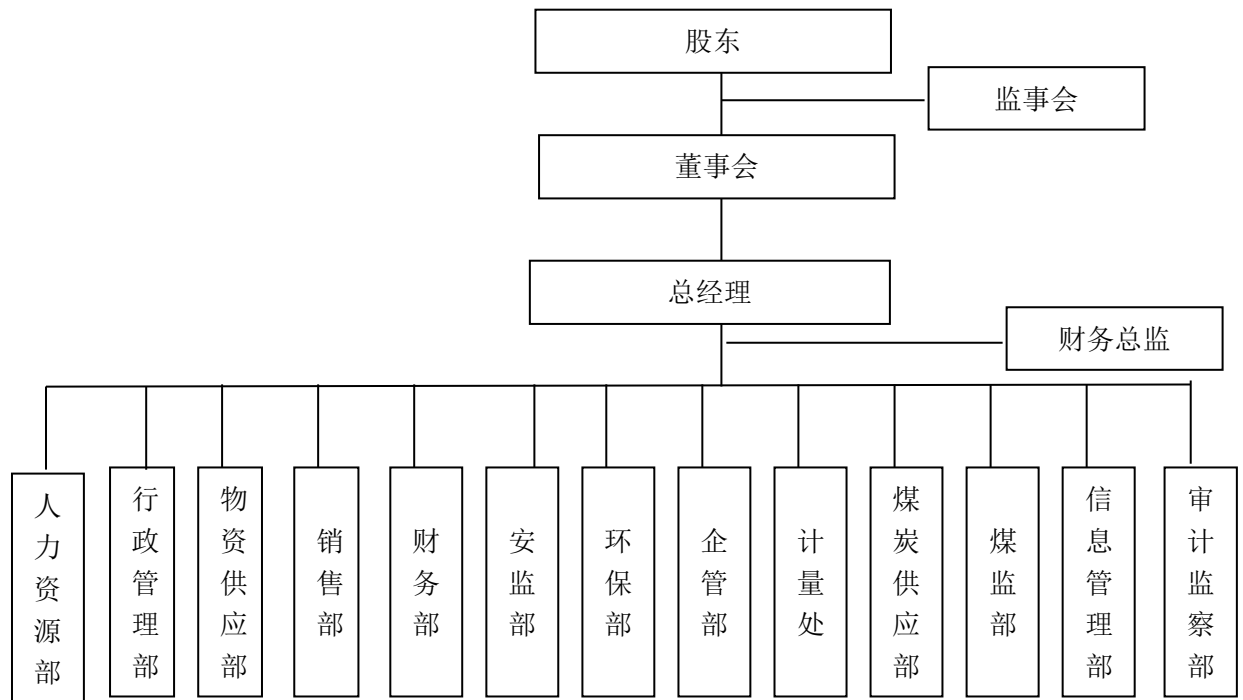 股东
监事会
董事会
总经理
财务总监
人力资源部
行政管理部
物资供应部
销售部
财务部
安监部
环保部
企管部
计量处
煤炭供应部
煤监部
信息管理部
审计监察部